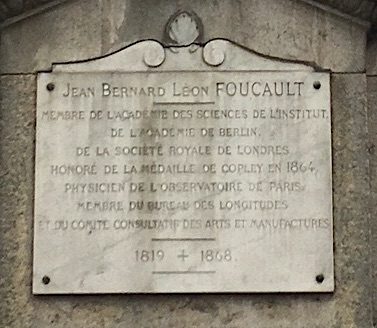 JEAN BERNARD LÉON FOUCAULT
MEMBRE DE L'ACADÉMIE DES SCIENCES DE L'INSTITUT,
DE L'ACADÉMIE DE BERLIN,
DE LA SOCIÉTÉ ROYALE DE LONDRES
HONORÉ DE LA MÉDAILLE DE COPLEY EN 1864,
PHYSICIEN DE L'OBSERVATOIRE DE PARIS,
MEMBRE DU BUREAU DES LONGITUDES
ET DU COMITÉ CONSULTATIF DES ARTS ET MANUFACTURES
1819 + 1868.